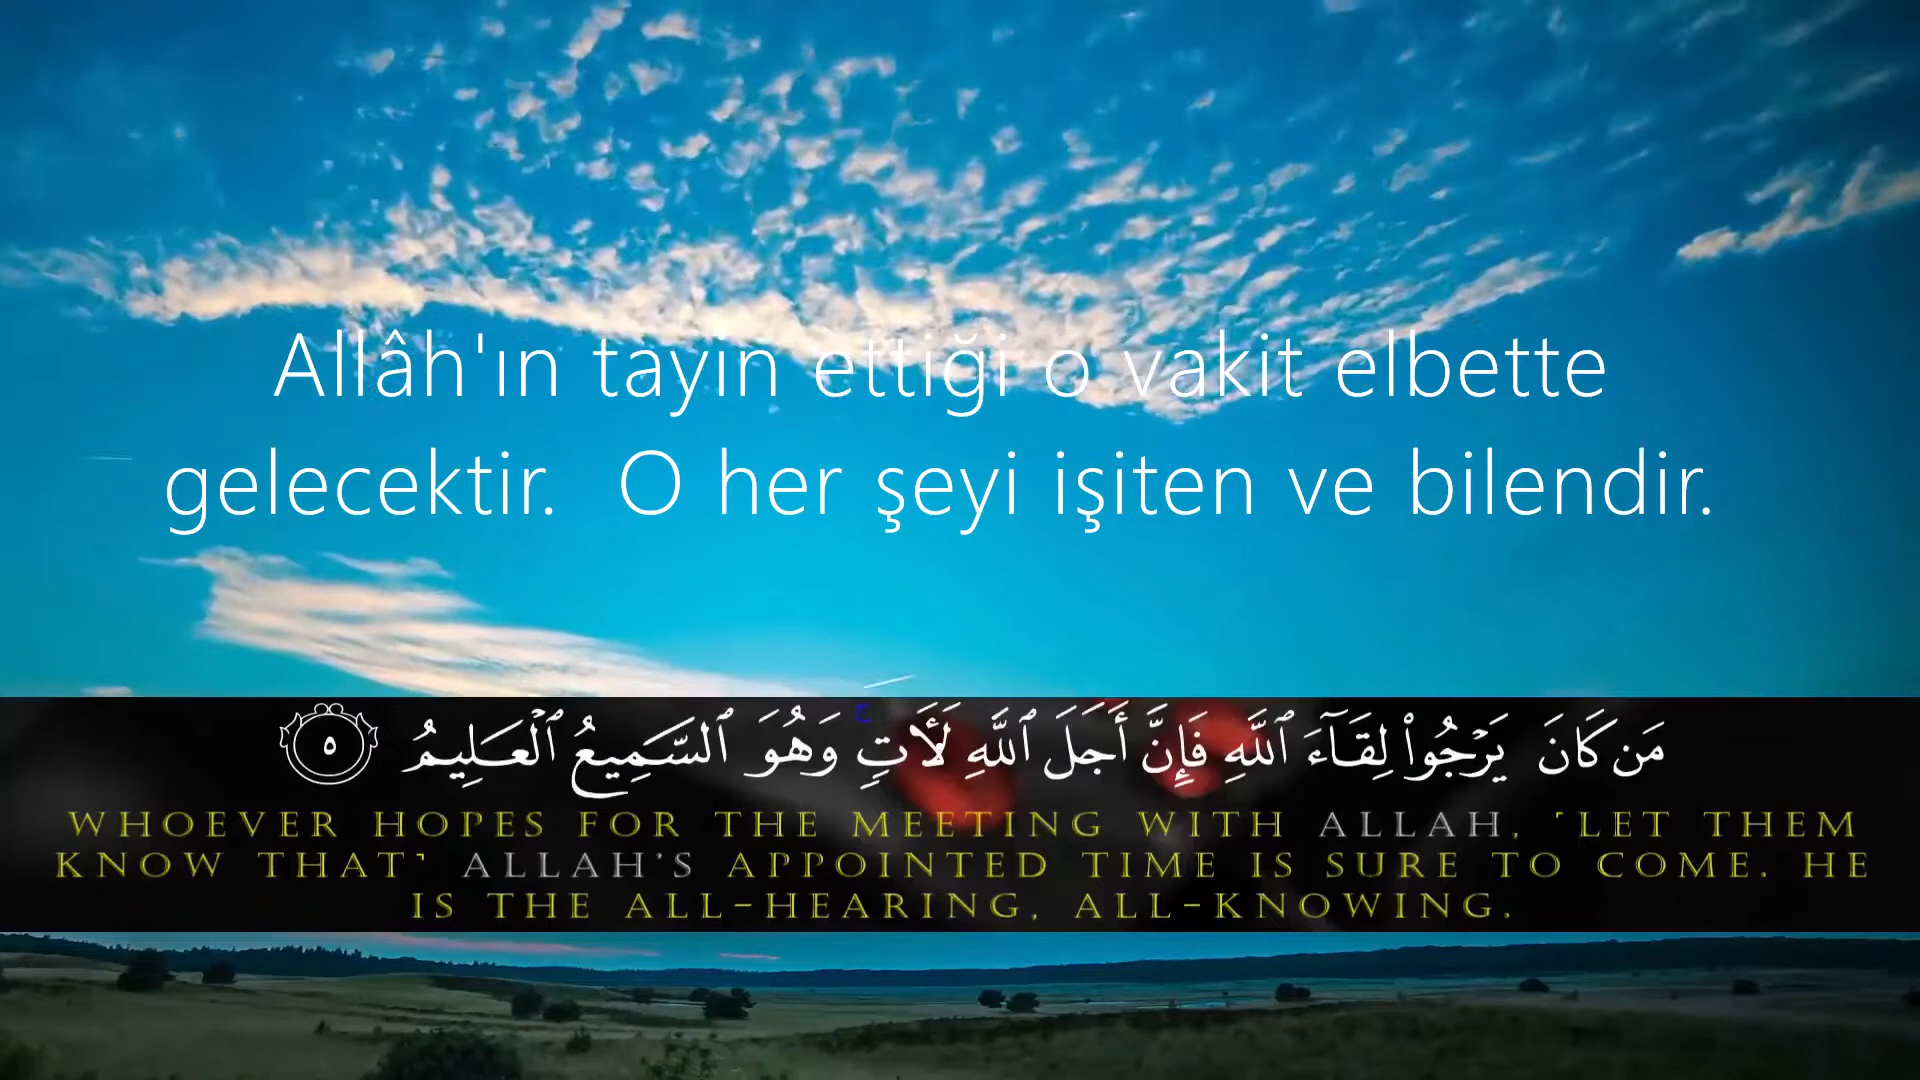 Allâh'ın tayin ettiği o vakit elbette
gelecektir. O her şeyi işiten ve bilendir.
مَن كَانَ يَرْجُوا۟ لِقَآءَ ٱللَّهِ فَإِنَّ أَجَلَ ٱللَّهِ لَـَٔاتٍ ۚ وَهُوَ ٱلسَّمِيعُ ٱلْعَلِيمُ ٥
WHOEVER HOPES FOR THE MEETING WITH ALLAH, ˹LET THEM
KNOW THAT˺ ALLAH'S APPOINTED TIME IS SURE TO COME. HE
IS THE ALL-HEARING, ALL-KNOWING.